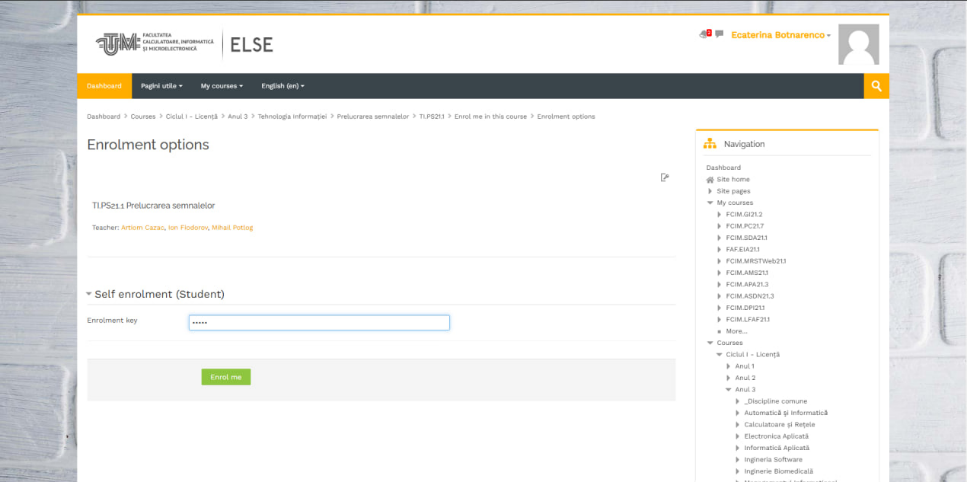 UTM FACULTATEA
CALCULATOARE, INFORMATICĂ
ȘI MICROELECTRONICĂ
ELSE
2
Ecaterina Botnarenco
Dashboard Pagini utile My courses English (en)
Dashboard > Courses > Ciclul I - Licență > Anul 3 > Tehnologia Informației > Prelucrarea semnalelor > TI.PS21.1 > Enrol me in this course > Enrolment options
Enrolment options
TI.PS21.1 Prelucrarea semnalelor
Teacher: Artiom Cazac, Ion Fiodorov, Mihail Potlog
Self enrolment (Student)
Enrolment key •••••
Enrol me
Navigation
Dashboard
Site home
Site pages
My courses
FCIM.GI21.2
FCIM.PC21.7
FCIM.SDA21.1
FAF.EIA21.1
FCIM.MRSTWeb21.1
FCIM.AMS21.1
FCIM.APA21.3
FCIM.ASDN21.3
FCIM.DPI21.1
FCIM.LFAF21.1
More...
Courses
Ciclul I - Licență
Anul 1
Anul 2
Anul 3
_Discipline comune
Automatică şi Informatică
Calculatoare și Rețele
Electronica Aplicată
Informatică Aplicată
Ingineria Software
Inginerie Biomedicală